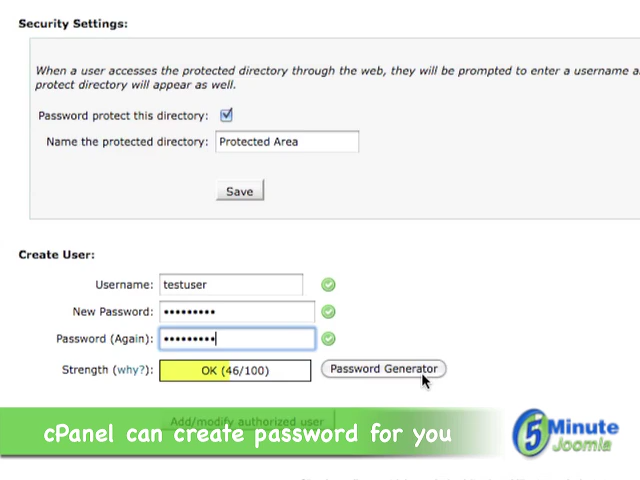 Security Settings:
When a user accesses the protected directory through the web, they will be prompted to enter a username a
protect directory will appear as well.
Password protect this directory:
Name the protected directory: Protected Area
Save
Create User:
Username: testuser
New Password: •••••••••
Password (Again): •••••••••
Strength (why?): OK (46/100) Password Generator
Add/modify authorized user
cPanel can create password for you
5 Minute
Joomla